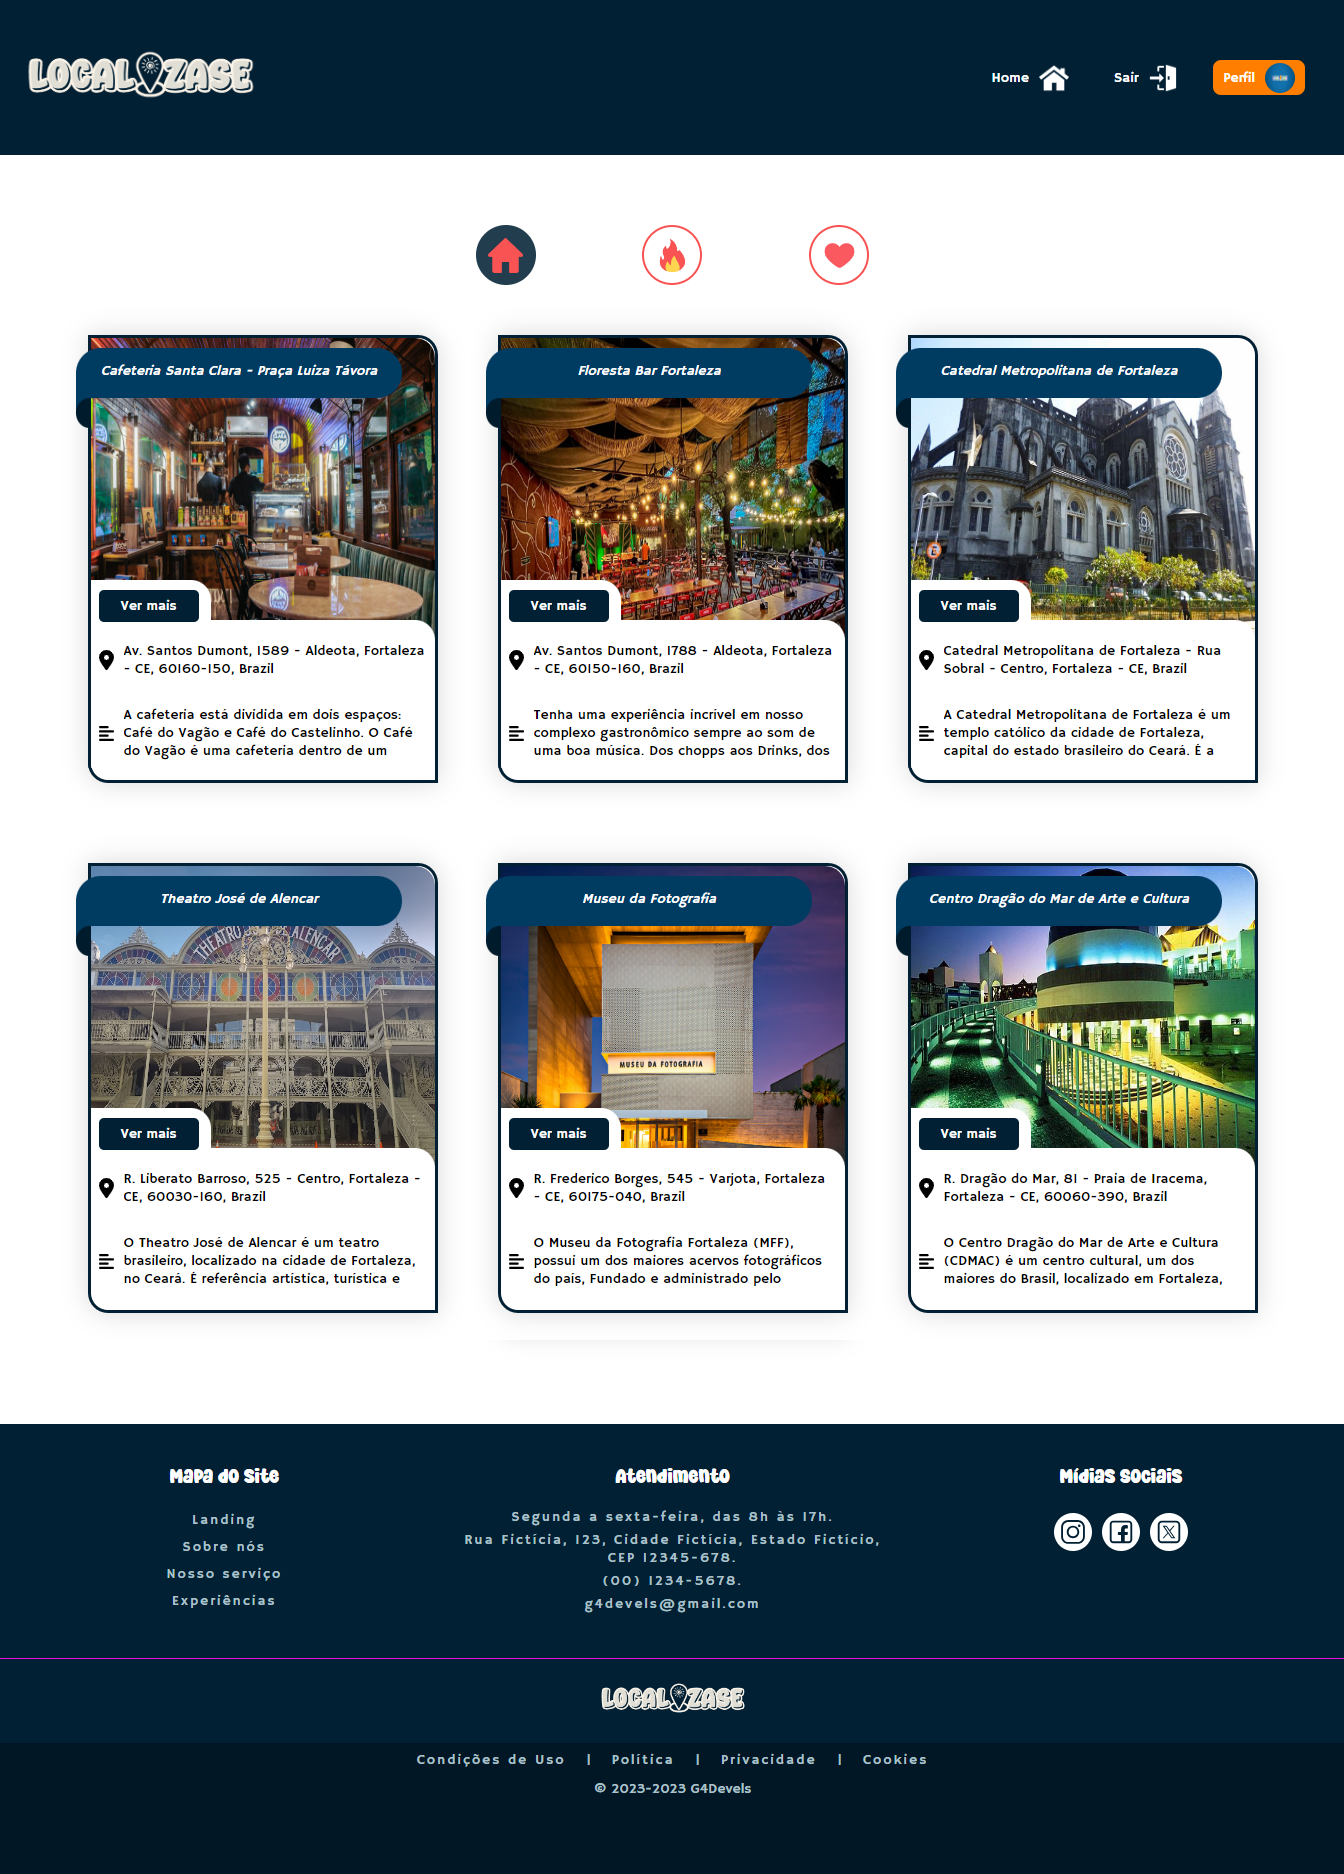 LOCALZASE
Home
Sair
Perfil
Cafeteria Santa Clara - Praça Luiza Távora
Floresta Bar Fortaleza
Catedral Metropolitana de Fortaleza
Ver mais
Ver mais
Ver mais
Av. Santos Dumont, 1589 - Aldeota, Fortaleza
- CE, 60160-150, Brazil
Av. Santos Dumont, 1788 - Aldeota, Fortaleza
- CE, 60150-160, Brazil
Catedral Metropolitana de Fortaleza - Rua
Sobral - Centro, Fortaleza - CE, Brazil
A cafeteria está dividida em dois espaços:
Café do Vagão e Café do Castelinho. O Café
do Vagão é uma cafeteria dentro de um
Tenha uma experiência incrível em nosso
complexo gastronômico sempre ao som de
uma boa música. Dos chopps aos Drinks, dos
A Catedral Metropolitana de Fortaleza é um
templo católico da cidade de Fortaleza,
capital do estado brasileiro do Ceará. É a
Theatro José de Alencar
Museu da Fotografia
Centro Dragão do Mar de Arte e Cultura
THEATRO JOSÉ DE ALENCAR
MUSEU DA FOTOGRAFIA
Ver mais
Ver mais
Ver mais
R. Liberato Barroso, 525 - Centro, Fortaleza -
CE, 60030-160, Brazil
R. Frederico Borges, 545 - Varjota, Fortaleza
- CE, 60175-040, Brazil
R. Dragão do Mar, 81 - Praia de Iracema,
Fortaleza - CE, 60060-390, Brazil
O Theatro José de Alencar é um teatro
brasileiro, localizado na cidade de Fortaleza,
no Ceará. É referência artística, turística e
O Museu da Fotografia Fortaleza (MFF),
possui um dos maiores acervos fotográficos
do país, Fundado e administrado pelo
O Centro Dragão do Mar de Arte e Cultura
(CDMAC) é um centro cultural, um dos
maiores do Brasil, localizado em Fortaleza,
Mapa do Site
Landing
Sobre nós
Nosso serviço
Experiências
Atendimento
Segunda a sexta-feira, das 8h às 17h.
Rua Fictícia, 123, Cidade Fictícia, Estado Fictício,
CEP 12345-678.
(00) 1234-5678.
g4devels@gmail.com
Mídias sociais
LOCALZASE
Condições de Uso | Política | Privacidade | Cookies
© 2023-2023 G4Devels